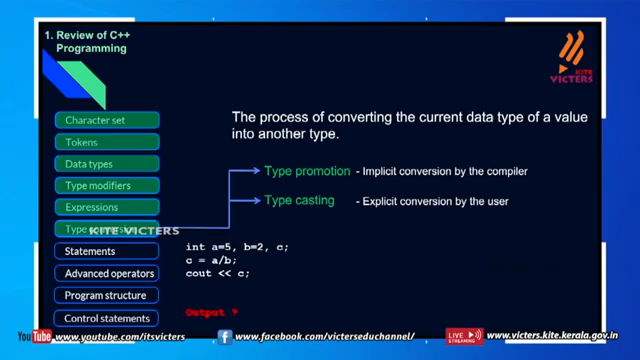 1. Review of C++
Programming
KITE
VICTERS
The process of converting the current data type of a value
into another type.
Character set
Tokens
Data types
Type modifiers
Expressions
Type conversion
KITE VICTERS
Statements
Advanced operators
Program structure
Control statements
Type promotion - Implicit conversion by the compiler
Type casting - Explicit conversion by the user
int a=5, b=2, c;
c = a/b;
cout << c;
Output ?
YouTube www.youtube.com/itsvicters
f www.facebook.com/victerseduchannel/
LIVE STREAMING www.victers.kite.kerala.gov.in